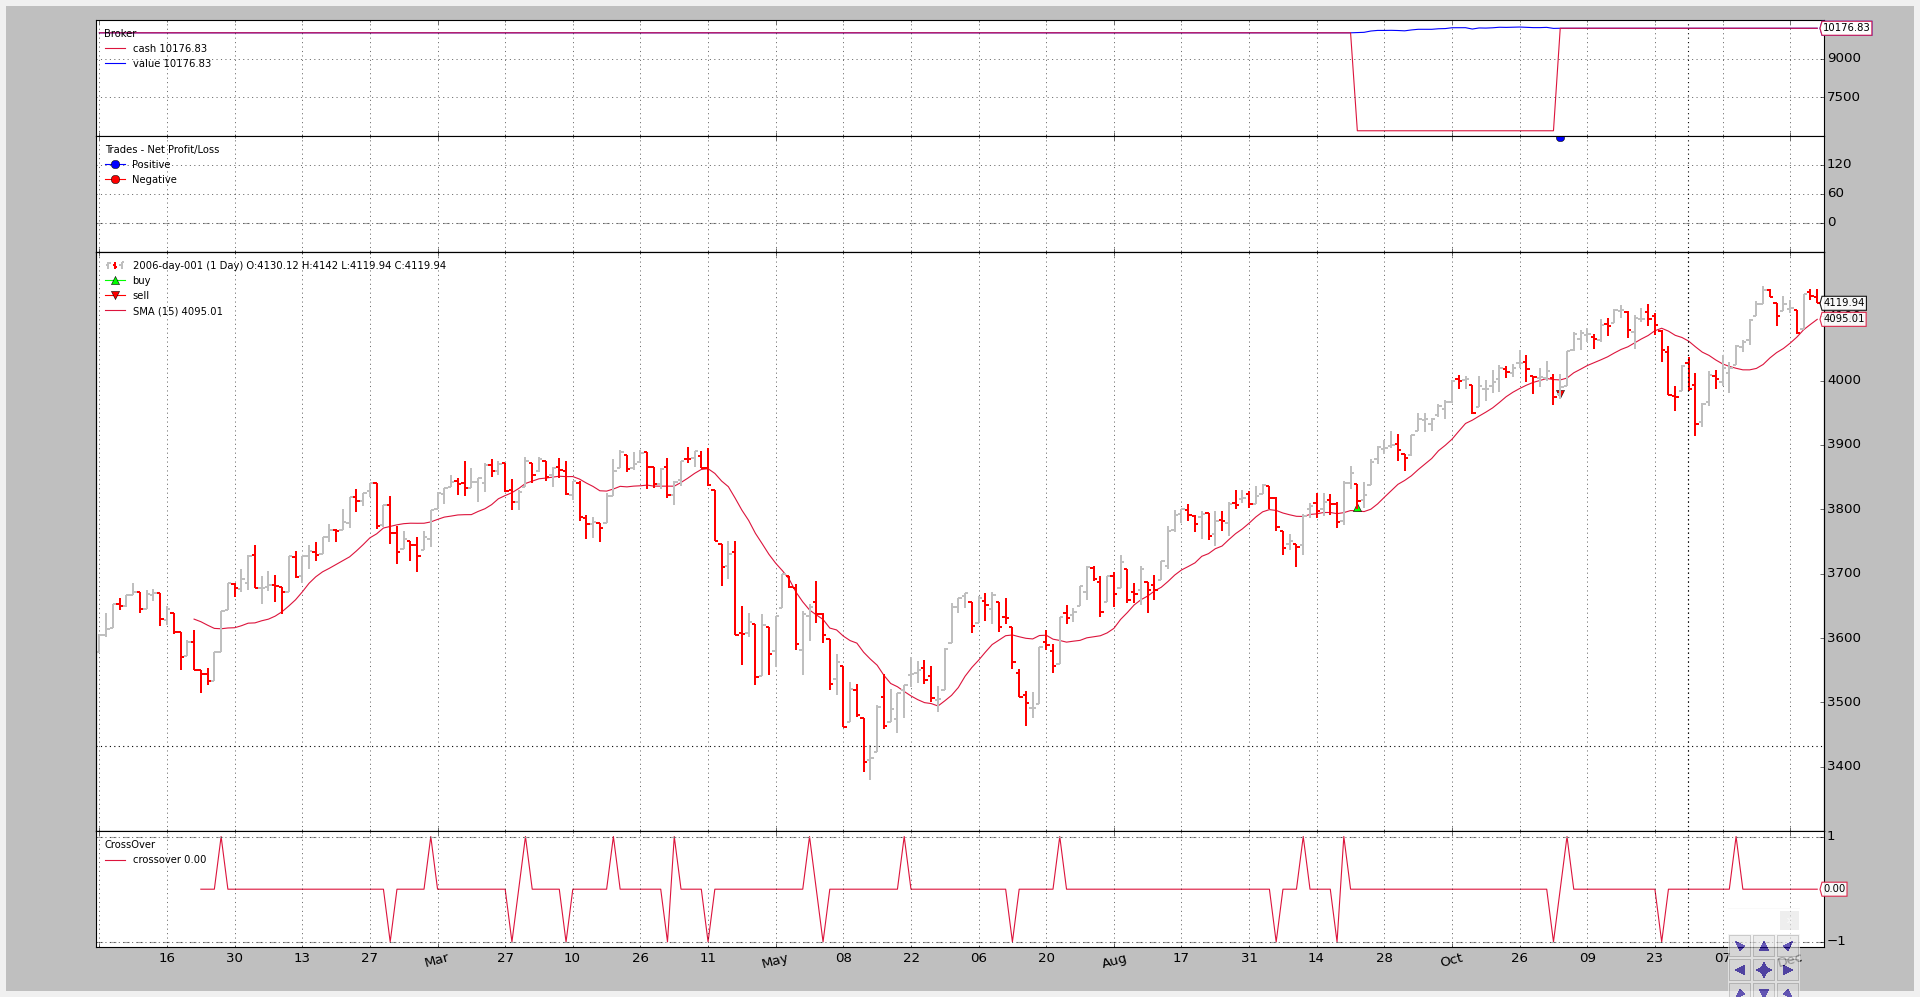 Broker
cash 10176.83
value 10176.83
10176.83
9000
7500
Trades - Net Profit/Loss
Positive
Negative
120
60
0
2006-day-001 (1 Day) O:4130.12 H:4142 L:4119.94 C:4119.94
buy
sell
SMA (15) 4095.01
4119.94
4095.01
4000
3900
3800
3700
3600
3500
3400
CrossOver
crossover 0.00
1
0.00
−1
16 30 13 27 Mar 27 10 26 11 May 08 22 06 20 Aug 17 31 14 28 Oct 26 09 23 07 Dec